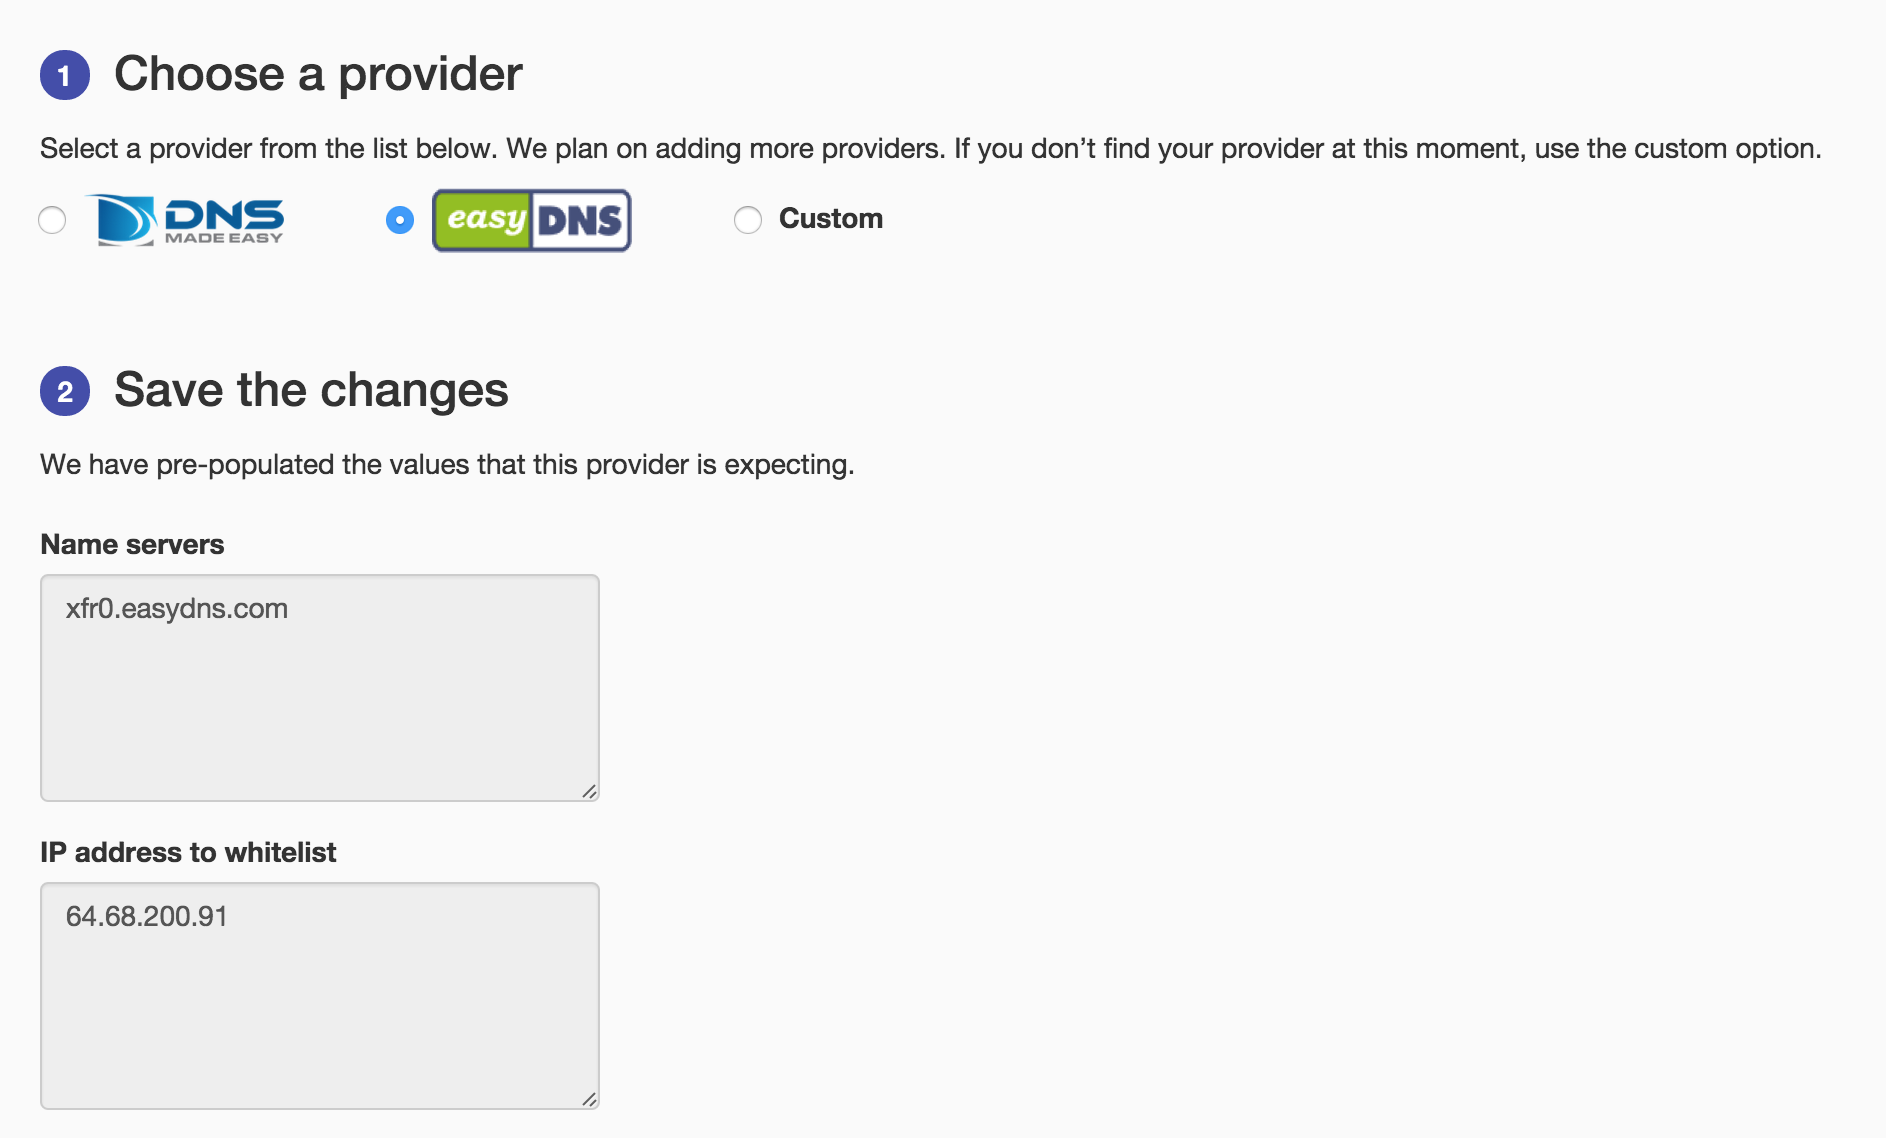 1 Choose a provider
Select a provider from the list below. We plan on adding more providers. If you don’t find your provider at this moment, use the custom option.
DNS MADE EASY
easyDNS
Custom
2 Save the changes
We have pre-populated the values that this provider is expecting.
Name servers
xfr0.easydns.com
IP address to whitelist
64.68.200.91